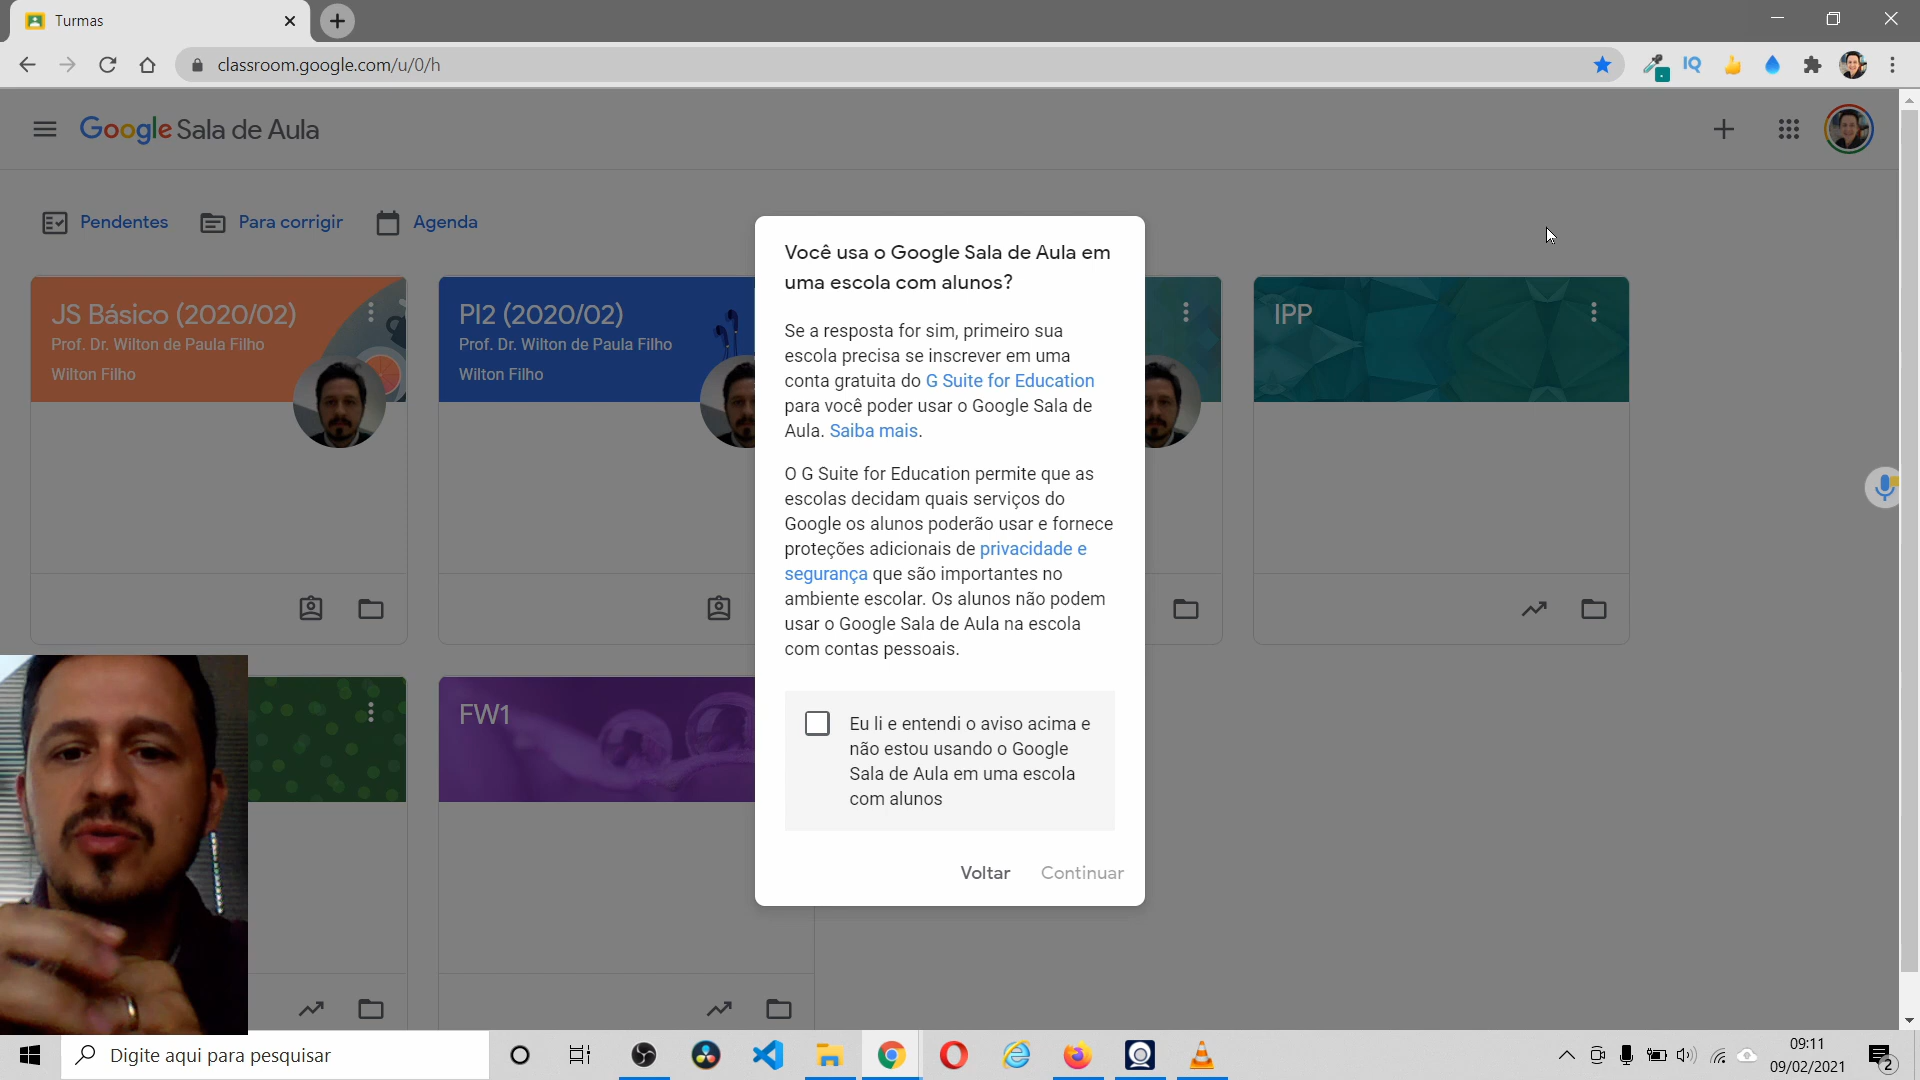 Turmas
classroom.google.com/u/0/h
IQ
Google Sala de Aula
Pendentes
Para corrigir
Agenda
JS Básico (2020/02)
Prof. Dr. Wilton de Paula Filho
Wilton Filho
PI2 (2020/02)
Prof. Dr. Wilton de Paula Filho
Wilton Filho
IPP
FW1
Você usa o Google Sala de Aula em
uma escola com alunos?
Se a resposta for sim, primeiro sua
escola precisa se inscrever em uma
conta gratuita do G Suite for Education
para você poder usar o Google Sala de
Aula. Saiba mais.
O G Suite for Education permite que as
escolas decidam quais serviços do
Google os alunos poderão usar e fornece
proteções adicionais de privacidade e
segurança que são importantes no
ambiente escolar. Os alunos não podem
usar o Google Sala de Aula na escola
com contas pessoais.
Eu li e entendi o aviso acima e
não estou usando o Google
Sala de Aula em uma escola
com alunos
Voltar
Continuar
Digite aqui para pesquisar
09:11
09/02/2021
2